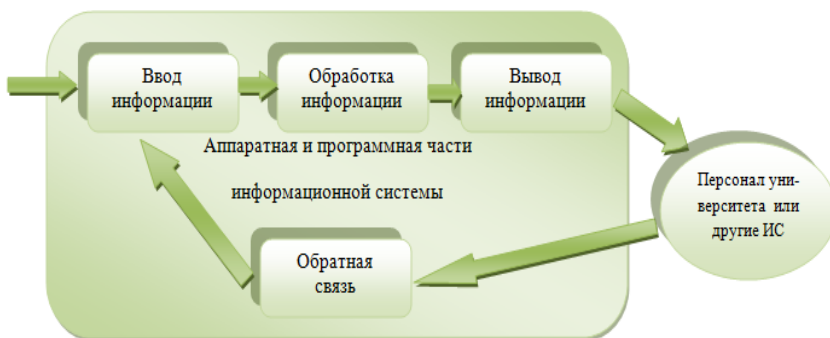 Ввод
информации
Обработка
информации
Вывод
информации
Аппаратная и программная части
информационной системы
Персонал уни-
верситета или
другие ИС
Обратная
связь